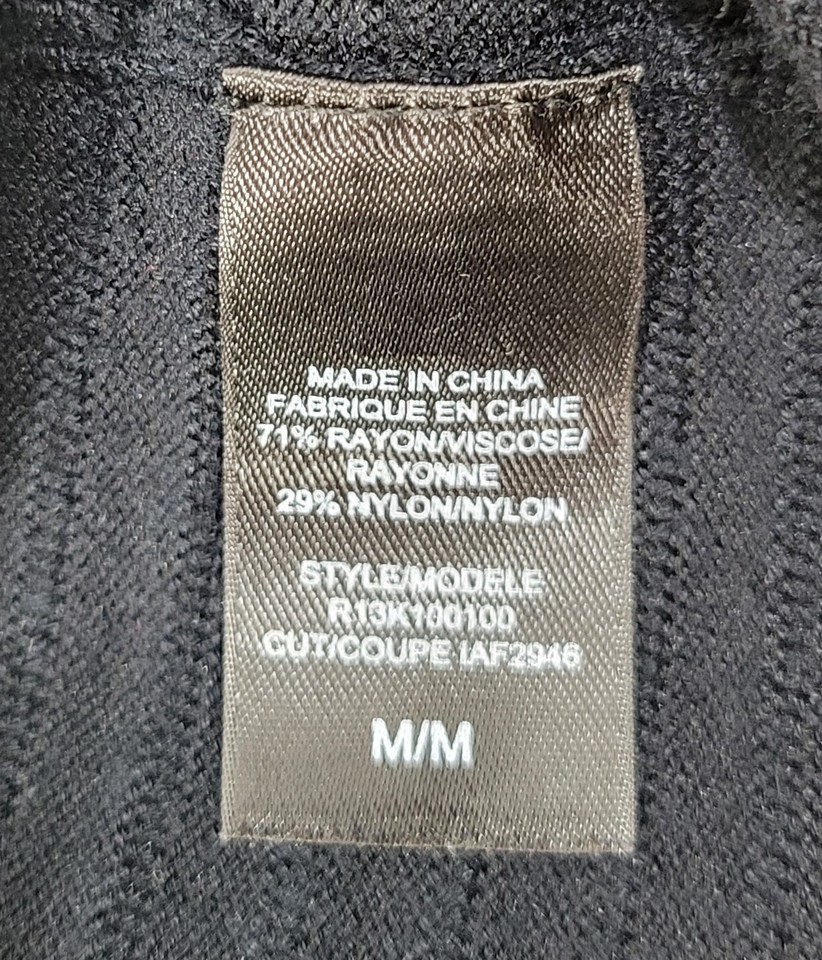 MADE IN CHINA
FABRIQUE EN CHINE
71% RAYON/VISCOSE/
RAYONNE
29% NYLON/NYLON
STYLE/MODELE
R13K100100
CUT/COUPE IAF2946
M/M